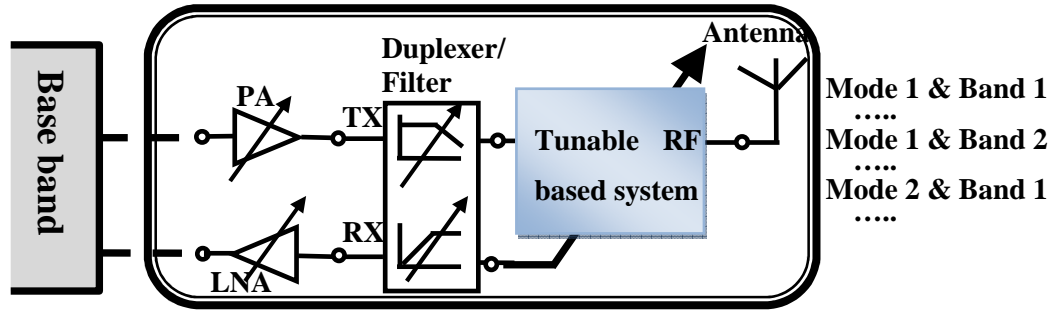 Base band
PA
LNA
Duplexer/
Filter
TX
RX
Tunable RF
based system
Antenna
Mode 1 & Band 1
.....
Mode 1 & Band 2
.....
Mode 2 & Band 1
.....